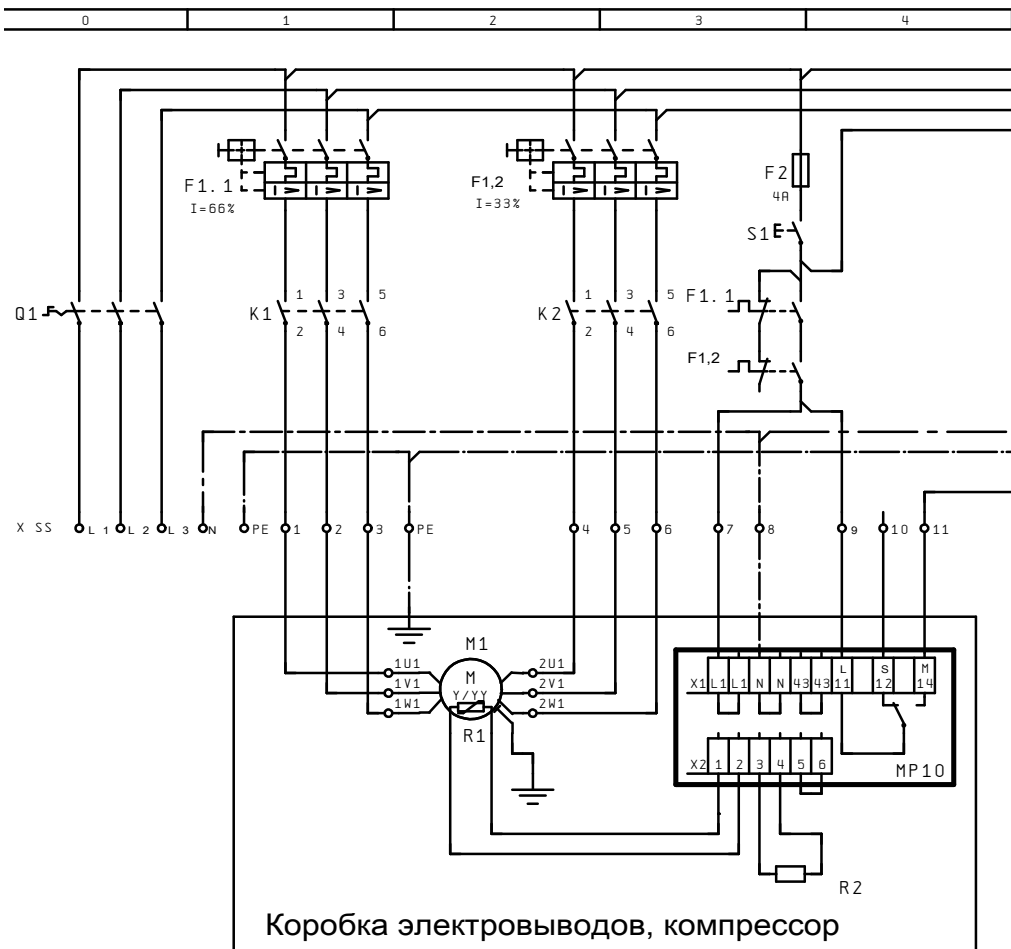 0 1 2 3 4
F1.1
I=66%
F1,2
I=33%
F2
4A
S1
Q1
K1
1 3 5
2 4 6
K2
1 3 5
2 4 6
F1.1
F1,2
X SS L1 L2 L3 N PE 1 2 3 PE 4 5 6 7 8 9 10 11
M1
1U1 2U1
M
1V1 2V1
Y/YY
1W1 2W1
R1
L S M
X1 L1 L1 N N 43 43 11 12 14
X2 1 2 3 4 5 6
MP10
R2
Коробка электровыводов, компрессор